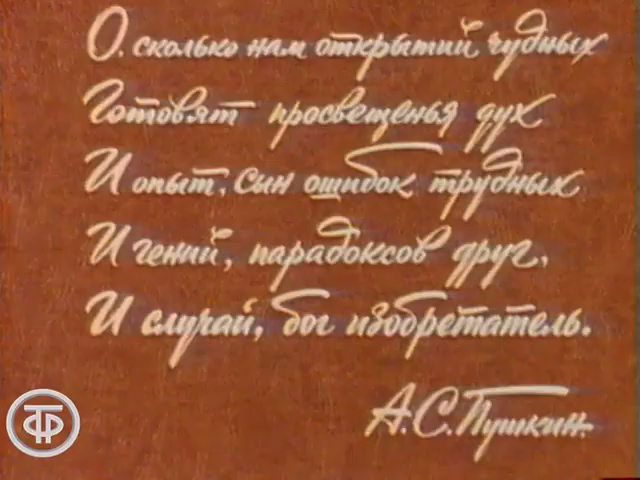 О, сколько нам открытий чудных
Готовят просвещенья дух
И опыт, сын ошибок трудных
И гений, парадоксов друг,
И случай, бог изобретатель.
А.С.Пушкин.